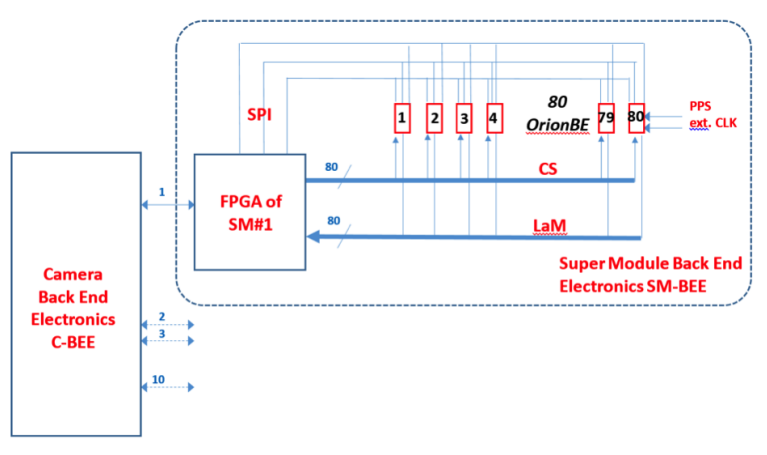 SPI
80
OrionBE
1
2
3
4
79
80
PPS
ext. CLK
80
CS
1
FPGA of
SM#1
80
LaM
Super Module Back End
Electronics SM-BEE
Camera
Back End
Electronics
C-BEE
2
3
10